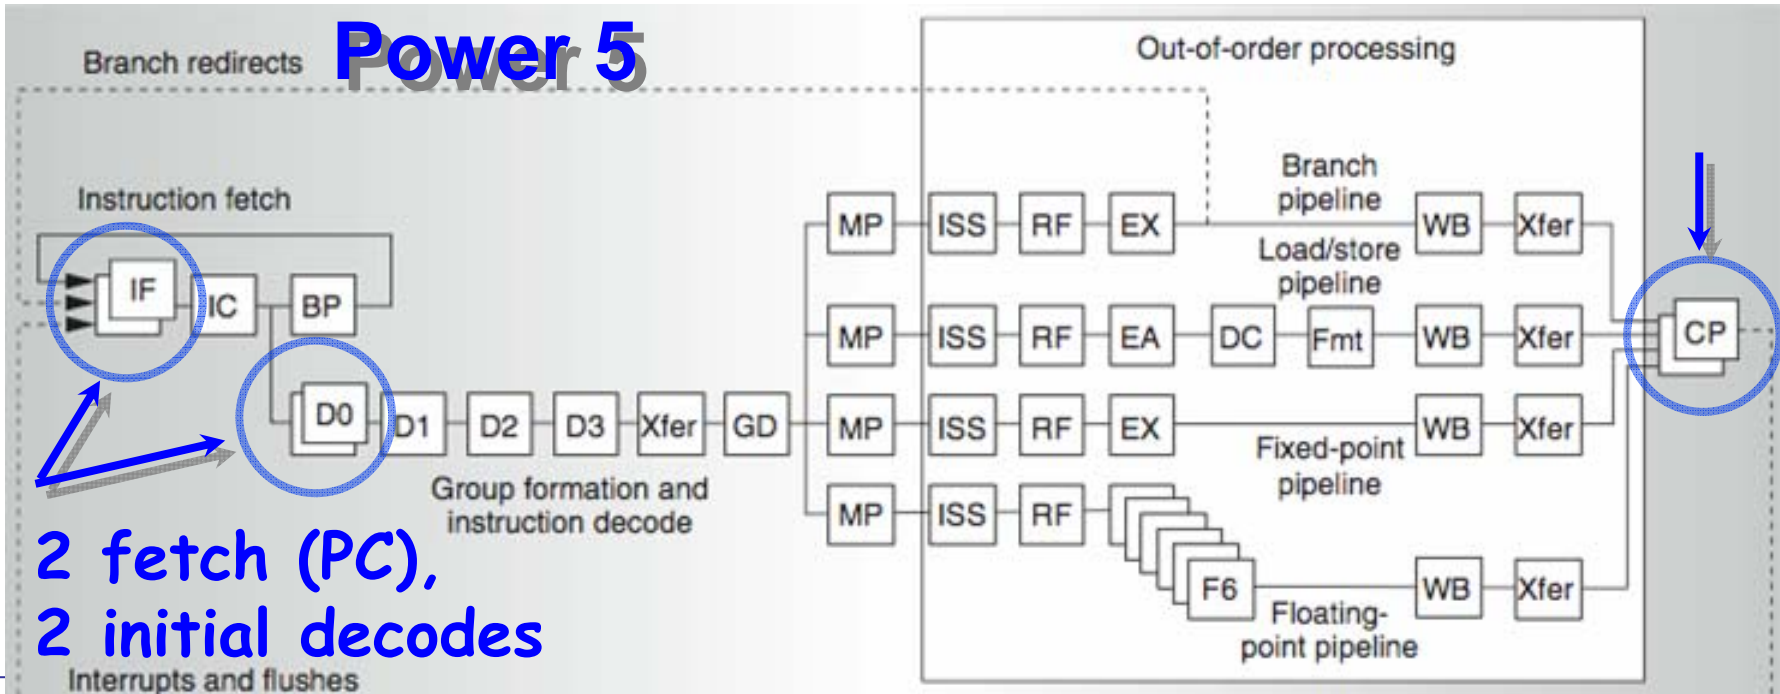 Power 5
Branch redirects
Out-of-order processing
Instruction fetch
IF
IC
BP
D0
D1
D2
D3
Xfer
GD
Group formation and
instruction decode
MP
ISS
RF
EX
Branch
pipeline
WB
Xfer
Load/store
pipeline
MP
ISS
RF
EA
DC
Fmt
WB
Xfer
CP
MP
ISS
RF
EX
Fixed-point
pipeline
WB
Xfer
MP
ISS
RF
F6
Floating-
point pipeline
WB
Xfer
2 fetch (PC),
2 initial decodes
Interrupts and flushes